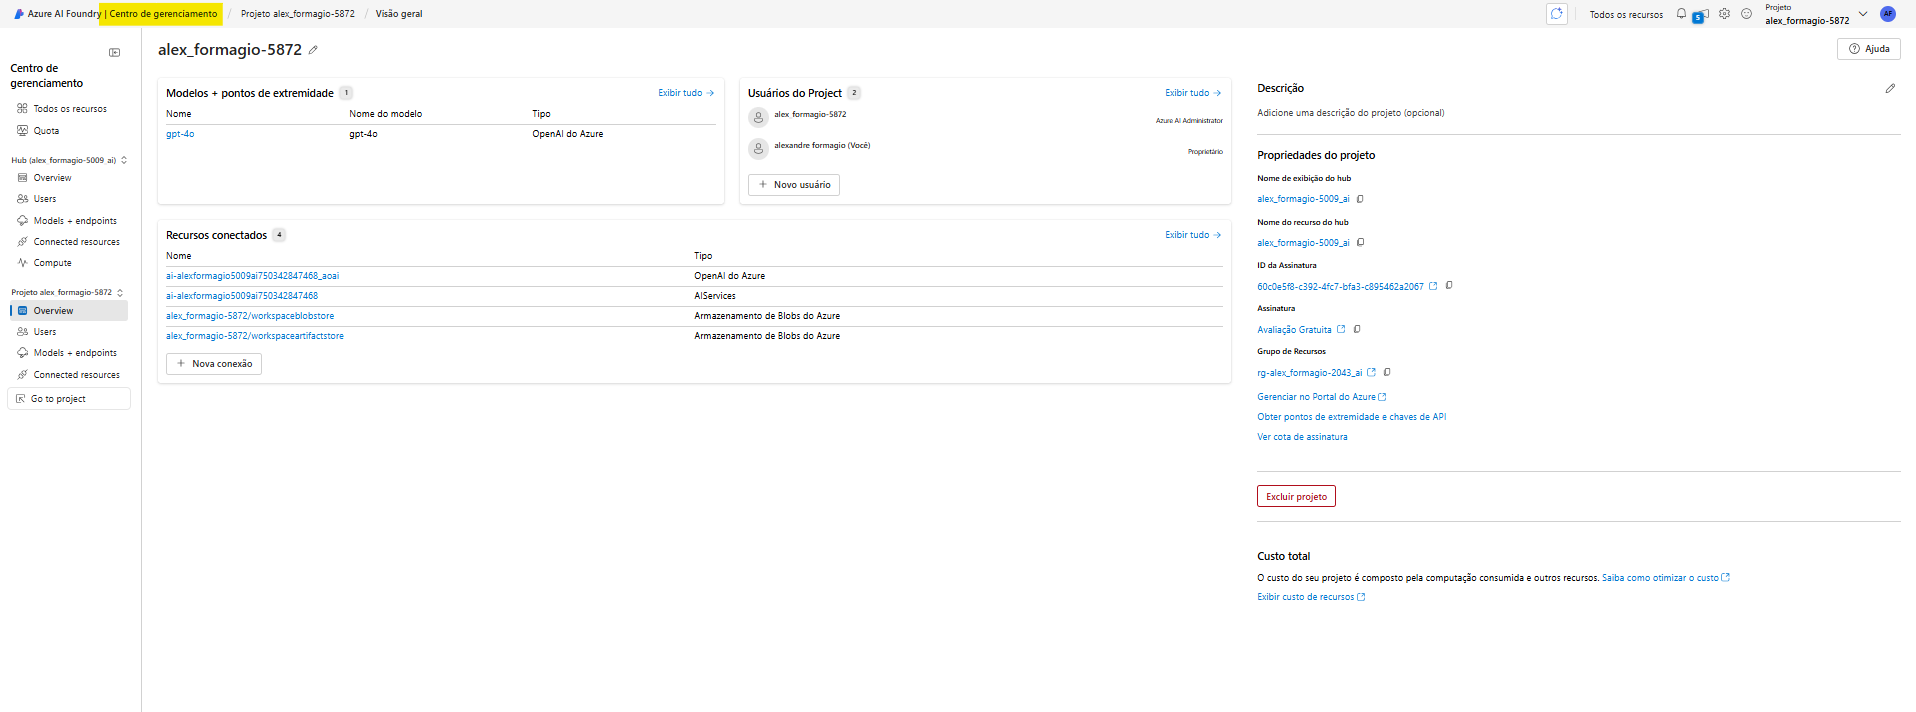 Azure AI Foundry | Centro de gerenciamento / Projeto alex_formagio-5872 / Visão geral
Todos os recursos
5
Projeto
alex_formagio-5872
AF
Centro de
gerenciamento
Todos os recursos
Quota
Hub (alex_formagio-5009_ai)
Overview
Users
Models + endpoints
Connected resources
Compute
Projeto alex_formagio-5872
Overview
Users
Models + endpoints
Connected resources
Go to project
alex_formagio-5872
Ajuda
Modelos + pontos de extremidade 1
Exibir tudo →
Nome Nome do modelo Tipo
gpt-4o gpt-4o OpenAI do Azure
Usuários do Project 2
Exibir tudo →
alex_formagio-5872
Azure AI Administrator
alexandre formagio (Você)
Proprietário
+ Novo usuário
Recursos conectados 4
Exibir tudo →
Nome Tipo
ai-alexformagio5009ai750342847468_aoai OpenAI do Azure
ai-alexformagio5009ai750342847468 AIServices
alex_formagio-5872/workspaceblobstore Armazenamento de Blobs do Azure
alex_formagio-5872/workspaceartifactstore Armazenamento de Blobs do Azure
+ Nova conexão
Descrição
Adicione uma descrição do projeto (opcional)
Propriedades do projeto
Nome de exibição do hub
alex_formagio-5009_ai
Nome do recurso do hub
alex_formagio-5009_ai
ID da Assinatura
60c0e5f8-c392-4fc7-bfa3-c895462a2067
Assinatura
Avaliação Gratuita
Grupo de Recursos
rg-alex_formagio-2043_ai
Gerenciar no Portal do Azure
Obter pontos de extremidade e chaves de API
Ver cota de assinatura
Excluir projeto
Custo total
O custo do seu projeto é composto pela computação consumida e outros recursos. Saiba como otimizar o custo
Exibir custo de recursos